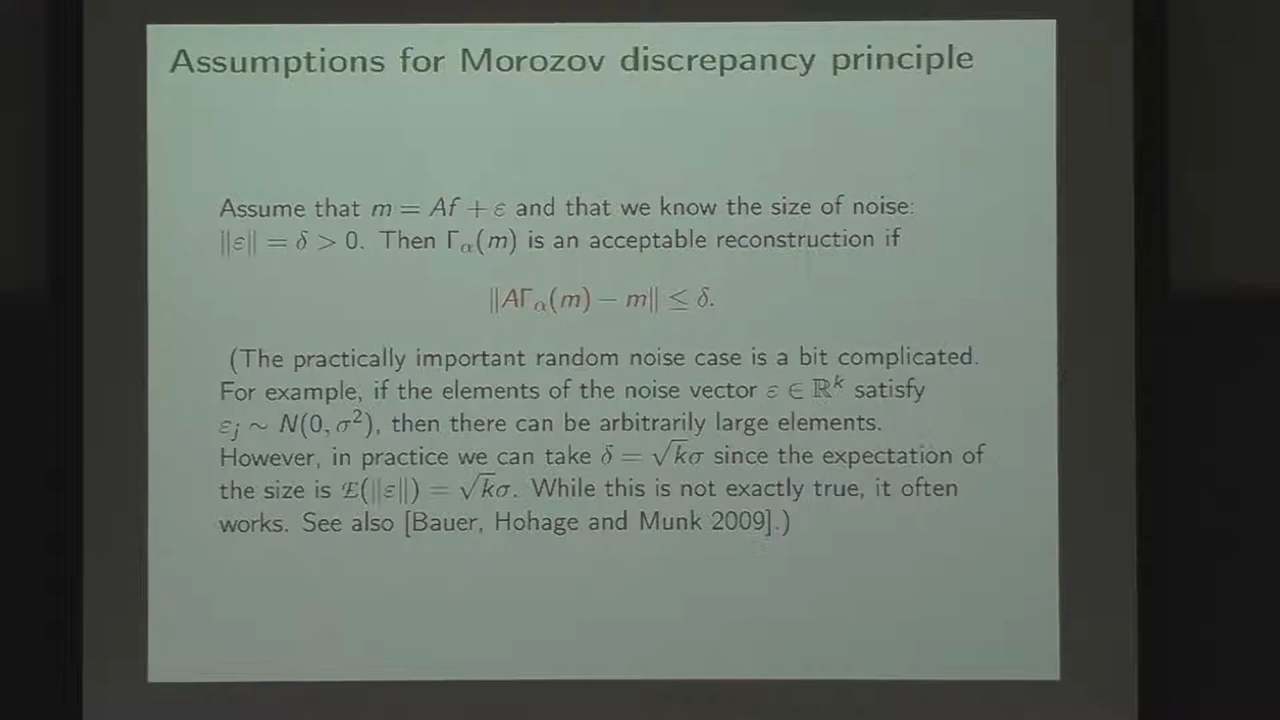 Assumptions for Morozov discrepancy principle
Assume that m = Af + ε and that we know the size of noise:
‖ε‖ = δ > 0. Then Γ_α(m) is an acceptable reconstruction if
‖AΓ_α(m) − m‖ ≤ δ.
(The practically important random noise case is a bit complicated.
For example, if the elements of the noise vector ε ∈ ℝ^k satisfy
ε_j ∼ N(0, σ²), then there can be arbitrarily large elements.
However, in practice we can take δ = √kσ since the expectation of
the size is E(‖ε‖) = √kσ. While this is not exactly true, it often
works. See also [Bauer, Hohage and Munk 2009].)